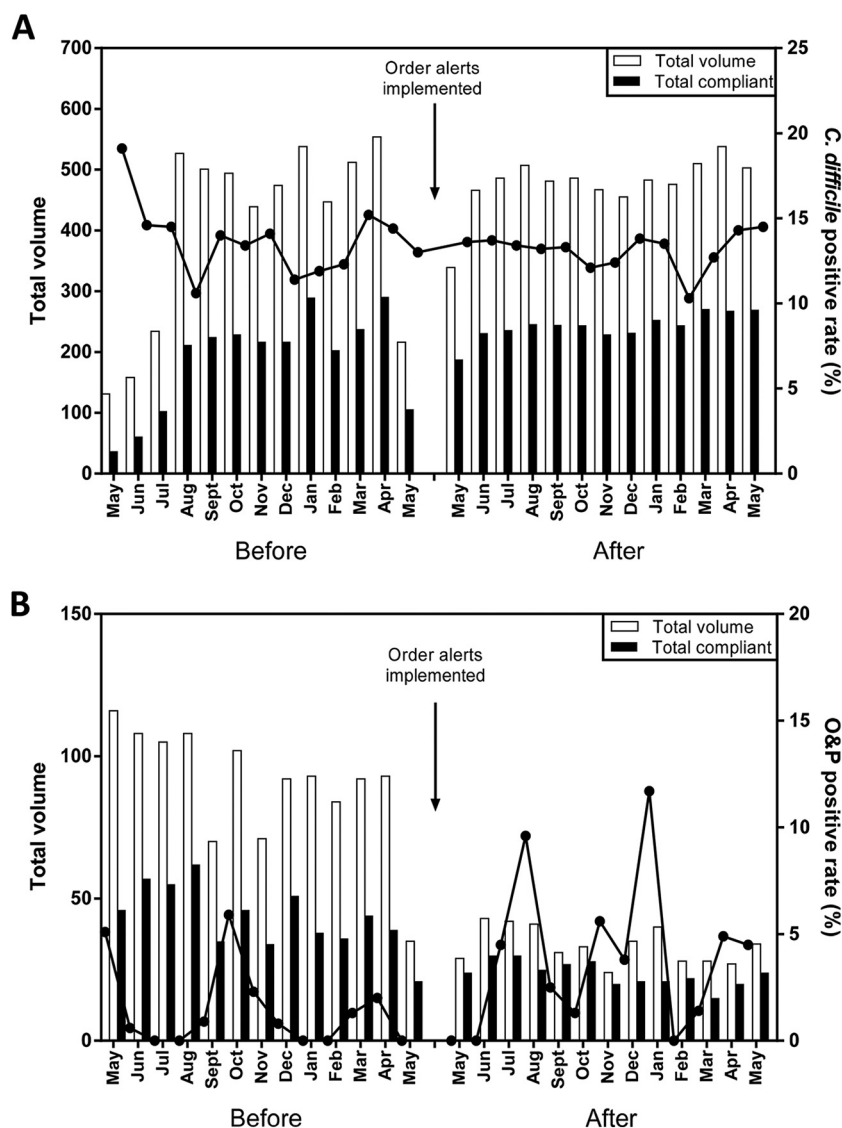 A
Total volume
700
600
500
400
300
200
100
0
Order alerts
implemented
Total volume
Total compliant
25
20
15
10
5
0
C. difficile positive rate (%)
May Jun Jul Aug Sept Oct Nov Dec Jan Feb Mar Apr May May Jun Jul Aug Sept Oct Nov Dec Jan Feb Mar Apr May
Before After
B
Total volume
150
100
50
0
Order alerts
implemented
Total volume
Total compliant
20
15
10
5
0
O&P positive rate (%)
May Jun Jul Aug Sept Oct Nov Dec Jan Feb Mar Apr May May Jun Jul Aug Sept Oct Nov Dec Jan Feb Mar Apr May
Before After